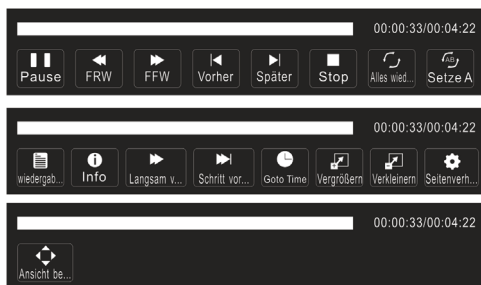 00:00:33/00:04:22
Pause FRW FFW Vorher Später Stop Alles wied... Setze A
AB
00:00:33/00:04:22
wiedergab... Info Langsam v... Schritt vor... Goto Time Vergrößern Verkleinern Seitenverh...
00:00:33/00:04:22
Ansicht be...